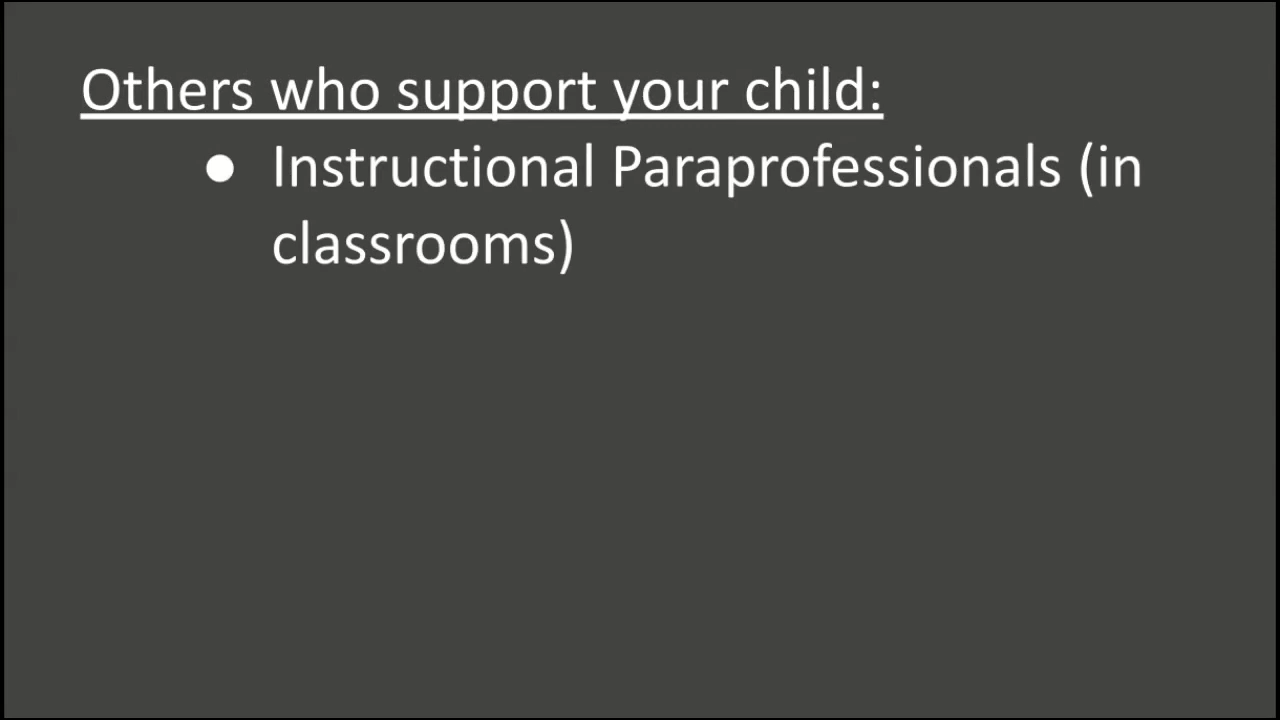 Others who support your child:
● Instructional Paraprofessionals (in
classrooms)